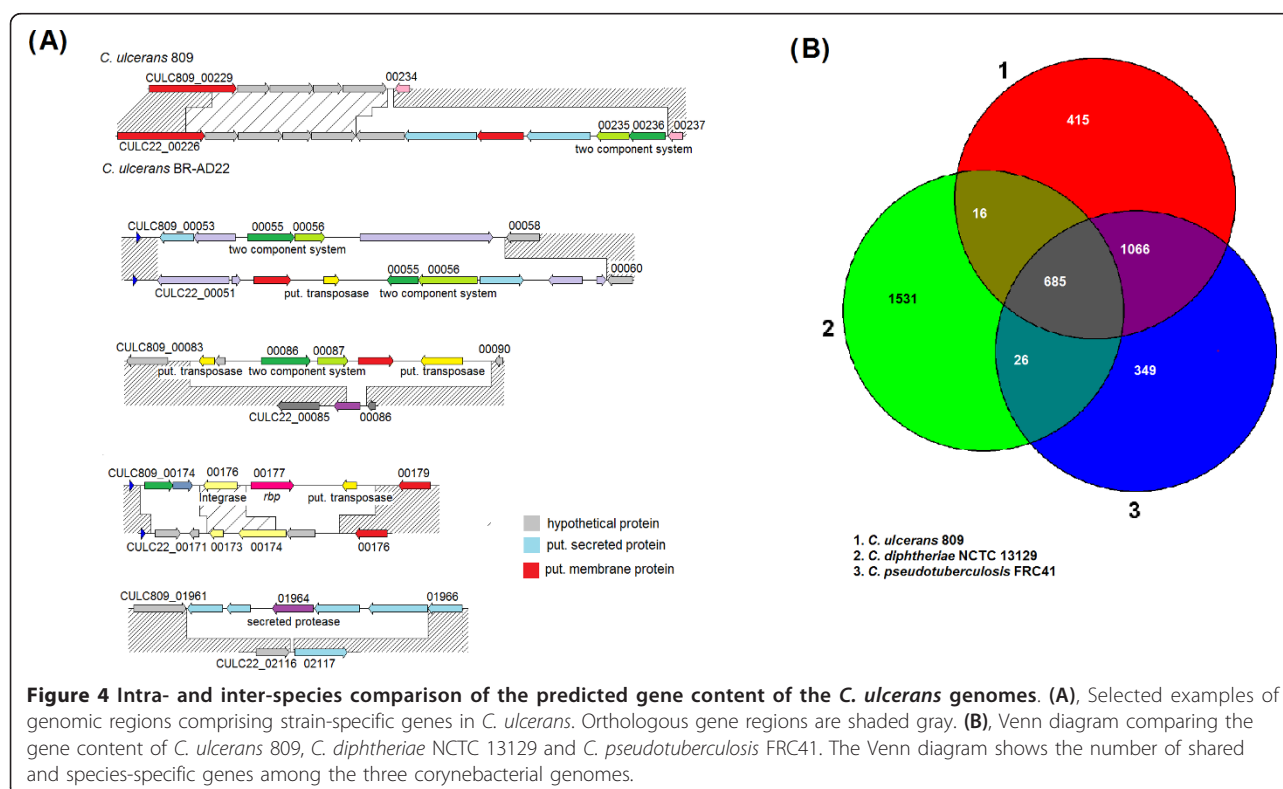 (A)
C. ulcerans 809
CULC809_00229
00234
00235 00236 00237
CULC22_00226
two component system
C. ulcerans BR-AD22
CULC809_00053 00055 00056 00058
two component system
00055 00056 00060
CULC22_00051 put. transposase two component system
CULC809_00083 00086 00087 00090
put. transposase two component system put. transposase
CULC22_00085 00086
CULC809_00174 00176 00177 00179
Integrase rbp put. transposase
CULC22_00171 00173 00174 00176
hypothetical protein
put. secreted protein
put. membrane protein
CULC809_01961 01964 01966
secreted protease
CULC22_02116 02117
(B)
1
415
16
1066
685
1531
2
26
349
3
1. C. ulcerans 809
2. C. diphtheriae NCTC 13129
3. C. pseudotuberculosis FRC41
Figure 4 Intra- and inter-species comparison of the predicted gene content of the C. ulcerans genomes. (A), Selected examples of
genomic regions comprising strain-specific genes in C. ulcerans. Orthologous gene regions are shaded gray. (B), Venn diagram comparing the
gene content of C. ulcerans 809, C. diphtheriae NCTC 13129 and C. pseudotuberculosis FRC41. The Venn diagram shows the number of shared
and species-specific genes among the three corynebacterial genomes.